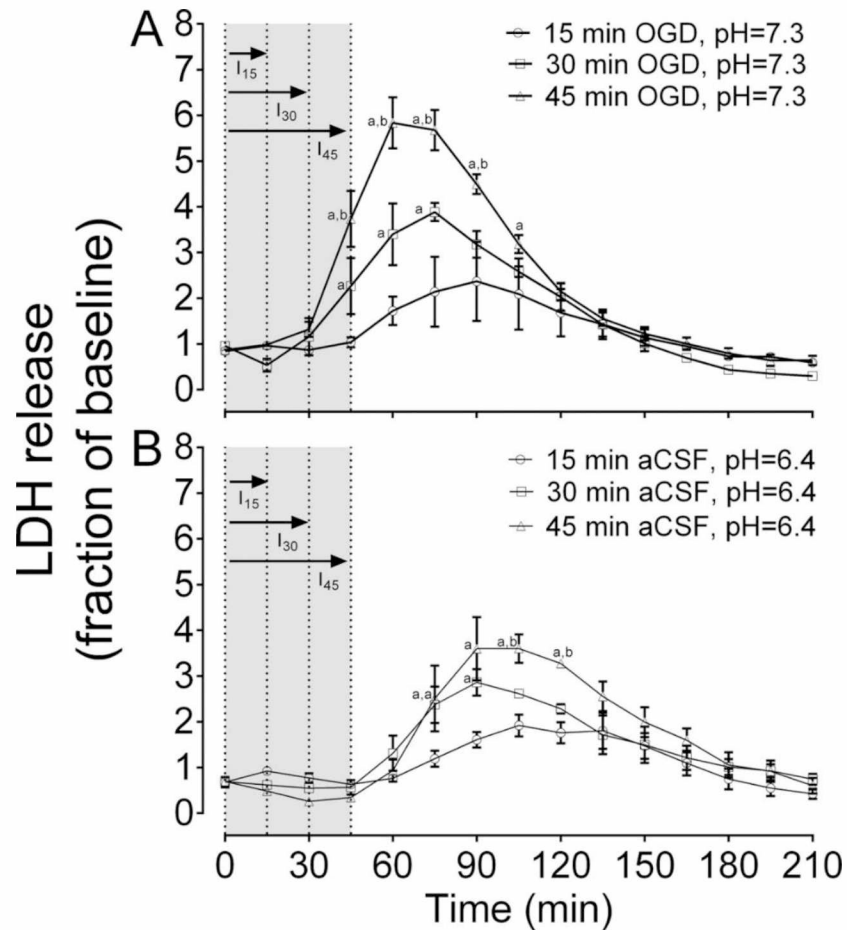 A
15 min OGD, pH=7.3
30 min OGD, pH=7.3
45 min OGD, pH=7.3
I15
I30
I45
8
7
6
5
4
3
2
1
0
a,b
a,b
a,b
a,b
a
a
a
a
LDH release
(fraction of baseline)
B
15 min aCSF, pH=6.4
30 min aCSF, pH=6.4
45 min aCSF, pH=6.4
I15
I30
I45
8
7
6
5
4
3
2
1
0
a
a,b
a,b
a,a
a
0 30 60 90 120 150 180 210
Time (min)